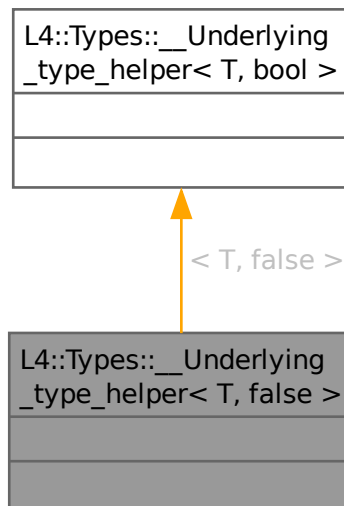 L4::Types::__Underlying
_type_helper< T, bool >
< T, false >
L4::Types::__Underlying
_type_helper< T, false >